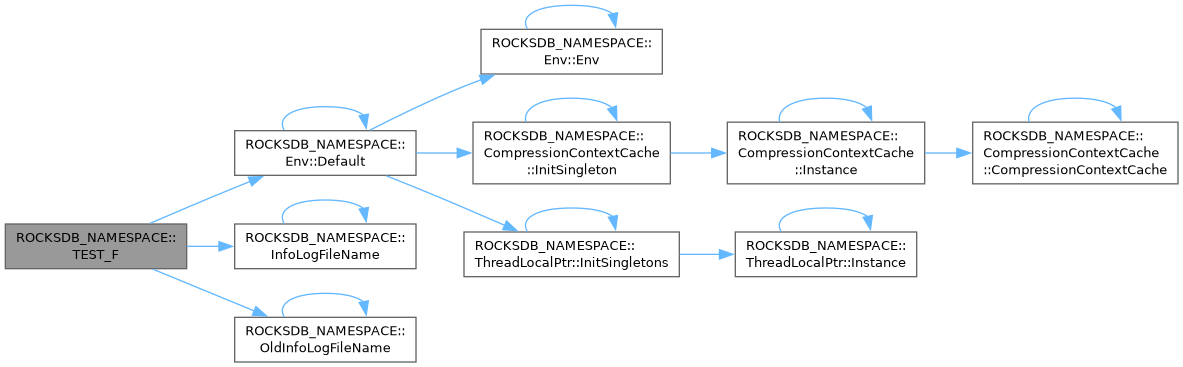 ROCKSDB_NAMESPACE::
TEST_F
ROCKSDB_NAMESPACE::
Env::Default
ROCKSDB_NAMESPACE::
Env::Env
ROCKSDB_NAMESPACE::
CompressionContextCache
::InitSingleton
ROCKSDB_NAMESPACE::
CompressionContextCache
::Instance
ROCKSDB_NAMESPACE::
CompressionContextCache
::CompressionContextCache
ROCKSDB_NAMESPACE::
ThreadLocalPtr::InitSingletons
ROCKSDB_NAMESPACE::
ThreadLocalPtr::Instance
ROCKSDB_NAMESPACE::
InfoLogFileName
ROCKSDB_NAMESPACE::
OldInfoLogFileName